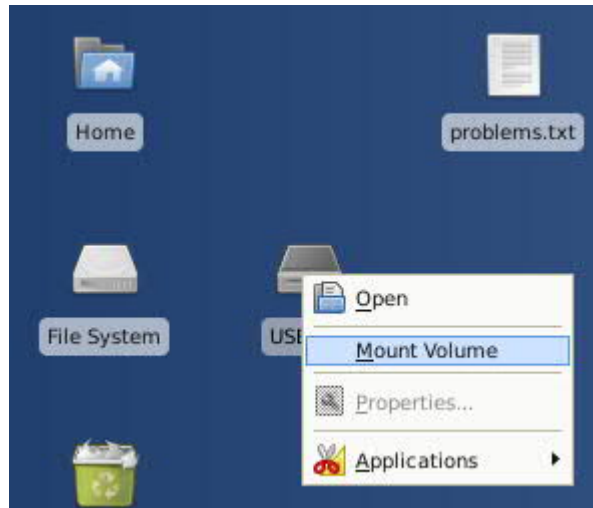 Home
problems.txt
File System
Open
Mount Volume
Properties...
Applications